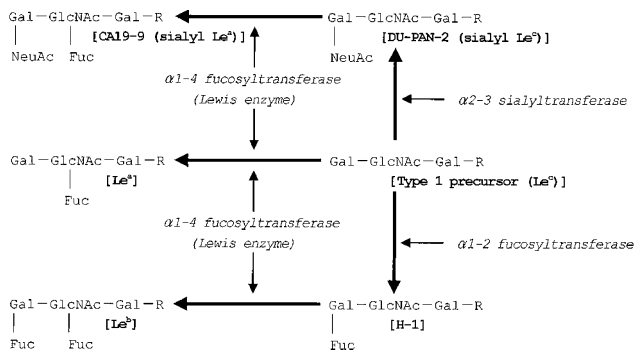 Gal—GlcNAc—Gal—R Gal—GlcNAc—Gal—R
[CA19-9 (sialyl Leᵃ)] [DU-PAN-2 (sialyl Leᶜ)]
NeuAc Fuc NeuAc
α1-4 fucosyltransferase
(Lewis enzyme)
α2-3 sialyltransferase
Gal—GlcNAc—Gal—R Gal—GlcNAc—Gal—R
[Leᵃ] [Type 1 precursor (Leᶜ)]
Fuc
α1-4 fucosyltransferase
(Lewis enzyme)
α1-2 fucosyltransferase
Gal—GlcNAc—Gal—R Gal—GlcNAc—Gal—R
[Leᵇ] [H-1]
Fuc Fuc Fuc